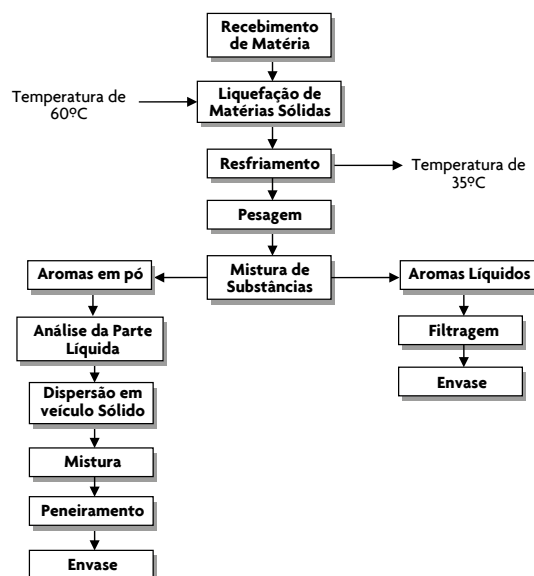 Recebimento
de Matéria
Temperatura de
60ºC
Liquefação de
Matérias Sólidas
Resfriamento
Temperatura de
35ºC
Pesagem
Mistura de
Substâncias
Aromas em pó
Análise da Parte
Líquida
Dispersão em
veículo Sólido
Mistura
Peneiramento
Envase
Aromas Líquidos
Filtragem
Envase